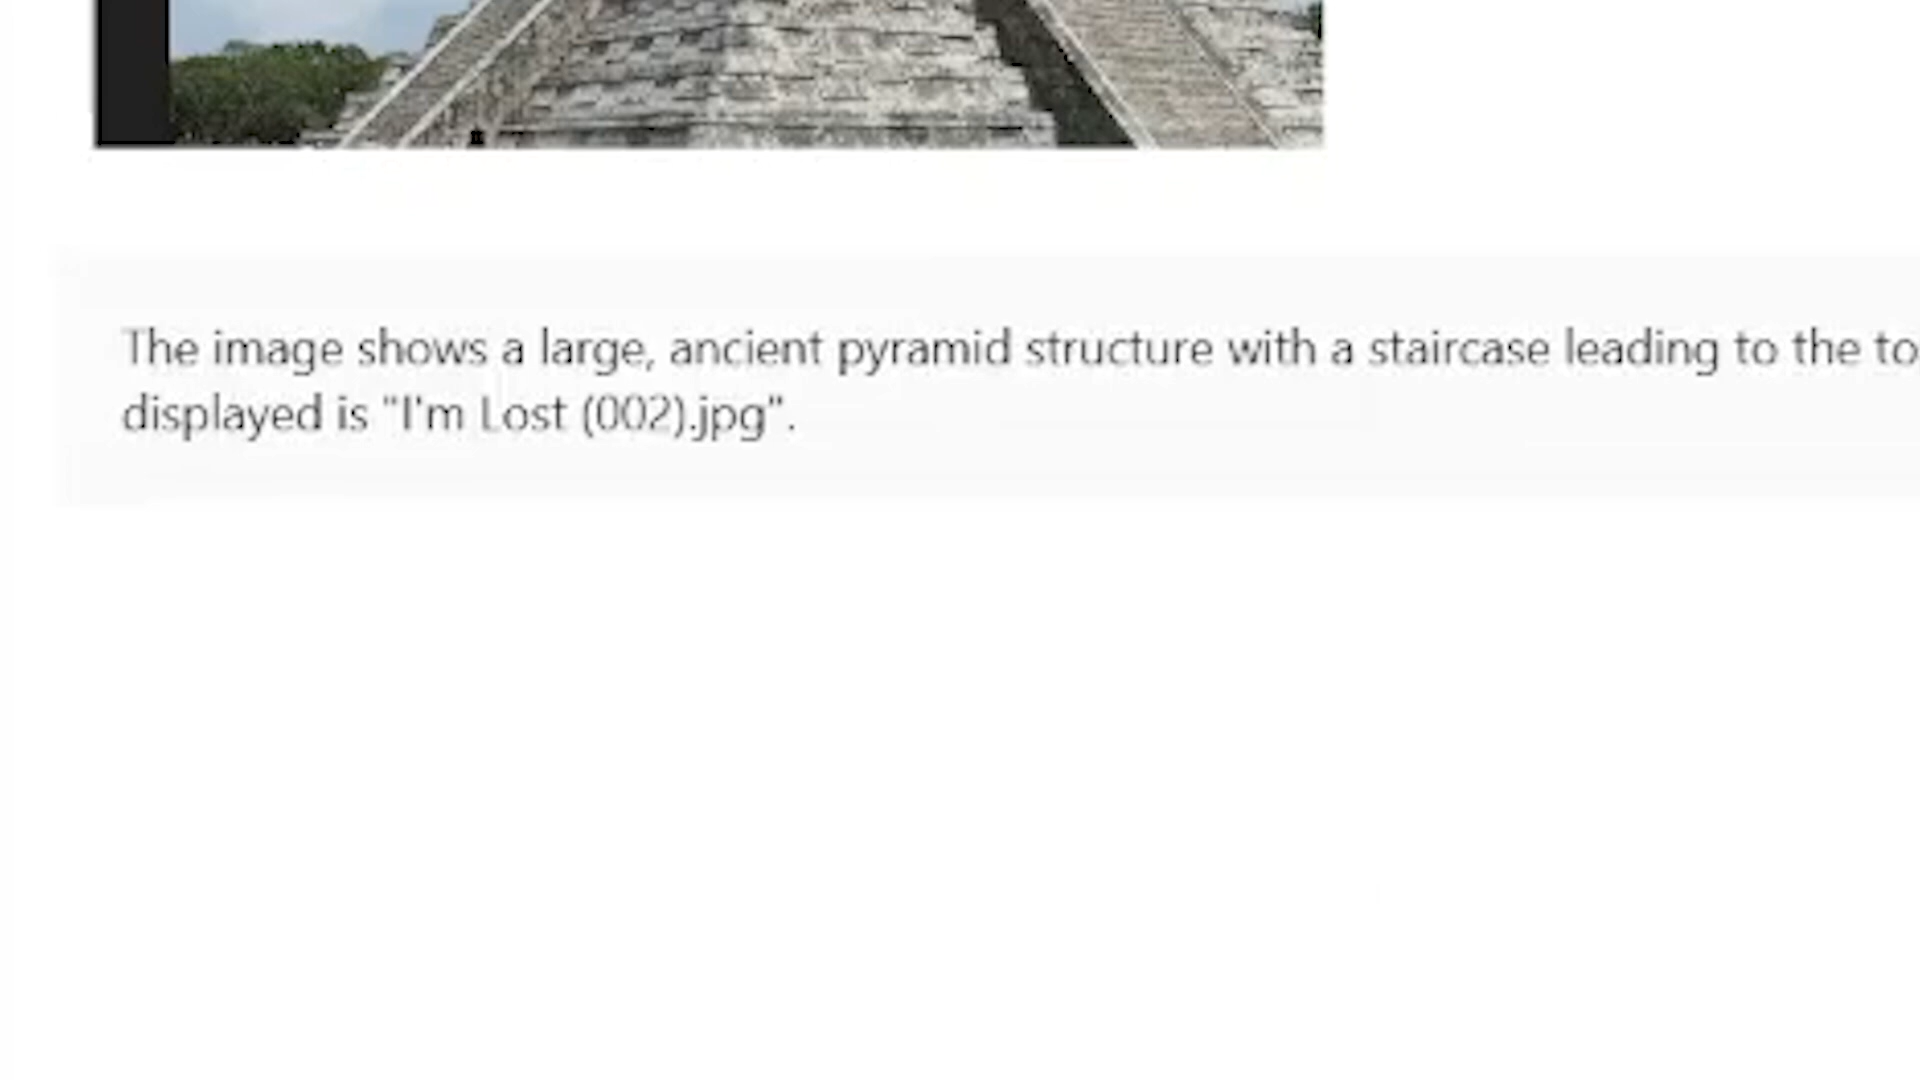 The image shows a large, ancient pyramid structure with a staircase leading to the to
displayed is "I'm Lost (002).jpg".